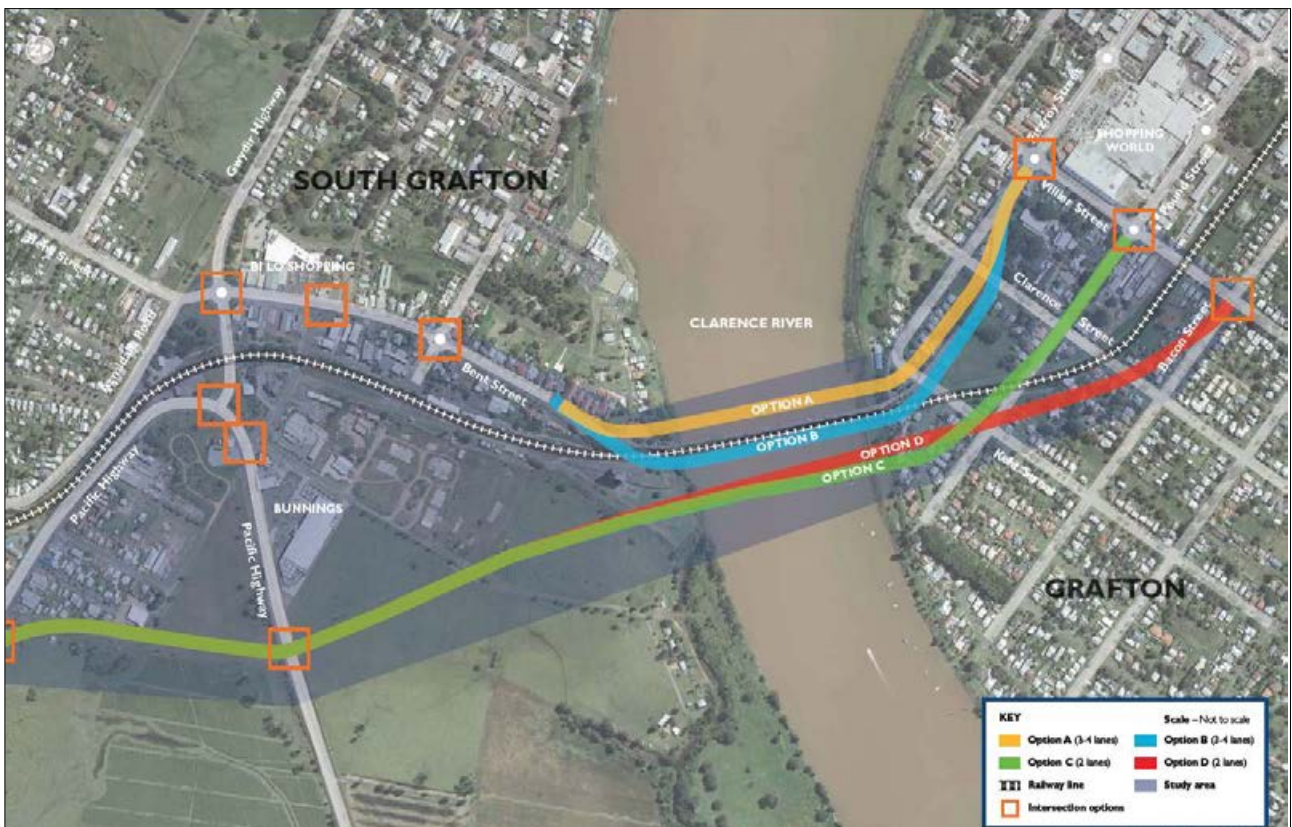 Z
Gwydir Highway
SOUTH GRAFTON
Fitzroy Street
SHOPPING
WORLD
Pound Street
Villier Street
BI LO SHOPPING
CLARENCE RIVER
Clarence Street
Bacon Street
Bent Street
OPTION A
OPTION B
OPTION D
OPTION C
Pacific Highway
BUNNINGS
Pacific Highway
GRAFTON
KEY
Scale – Not to scale
Option A (3-4 lanes)
Option B (3-4 lanes)
Option C (2 lanes)
Option D (2 lanes)
Railway line
Study area
Intersection options